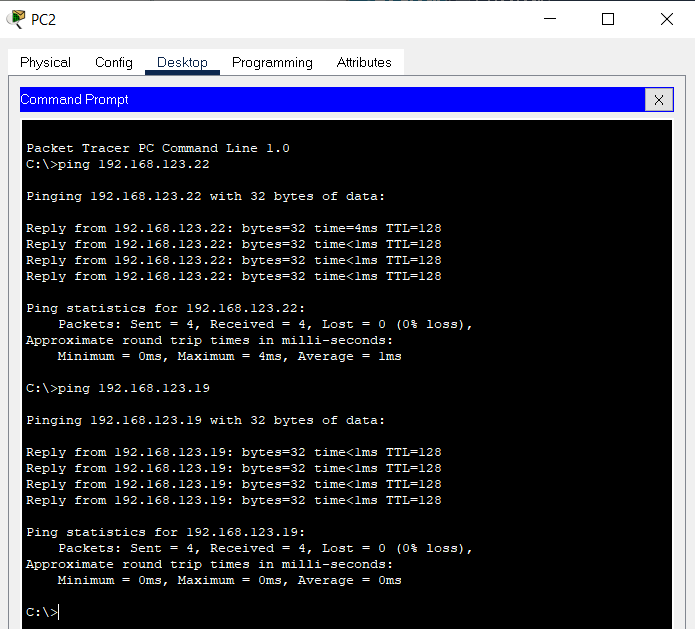 PC2
Physical Config Desktop Programming Attributes
Command Prompt
X
Packet Tracer PC Command Line 1.0
C:\>ping 192.168.123.22
Pinging 192.168.123.22 with 32 bytes of data:
Reply from 192.168.123.22: bytes=32 time=4ms TTL=128
Reply from 192.168.123.22: bytes=32 time<1ms TTL=128
Reply from 192.168.123.22: bytes=32 time<1ms TTL=128
Reply from 192.168.123.22: bytes=32 time<1ms TTL=128
Ping statistics for 192.168.123.22:
    Packets: Sent = 4, Received = 4, Lost = 0 (0% loss),
Approximate round trip times in milli-seconds:
    Minimum = 0ms, Maximum = 4ms, Average = 1ms
C:\>ping 192.168.123.19
Pinging 192.168.123.19 with 32 bytes of data:
Reply from 192.168.123.19: bytes=32 time<1ms TTL=128
Reply from 192.168.123.19: bytes=32 time<1ms TTL=128
Reply from 192.168.123.19: bytes=32 time<1ms TTL=128
Reply from 192.168.123.19: bytes=32 time<1ms TTL=128
Ping statistics for 192.168.123.19:
    Packets: Sent = 4, Received = 4, Lost = 0 (0% loss),
Approximate round trip times in milli-seconds:
    Minimum = 0ms, Maximum = 0ms, Average = 0ms
C:\>